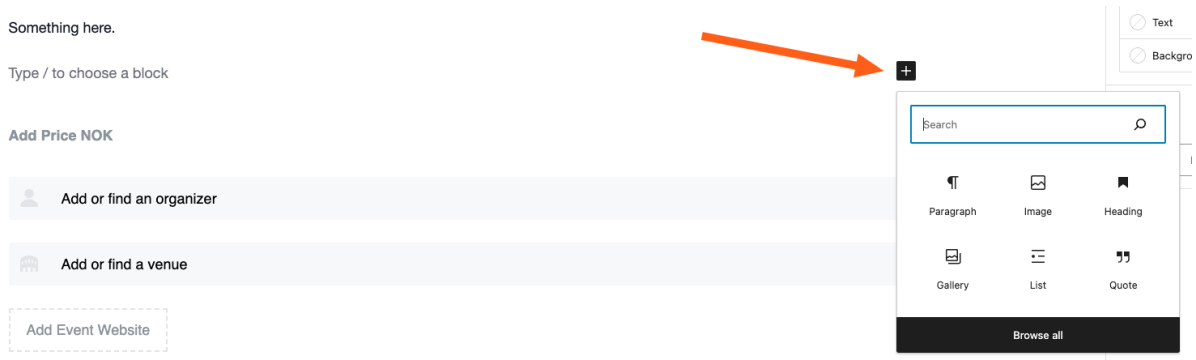 Something here.
Type / to choose a block
Add Price NOK
Add or find an organizer
Add or find a venue
Add Event Website
Search
Paragraph
Image
Heading
Gallery
List
Quote
Browse all
Text